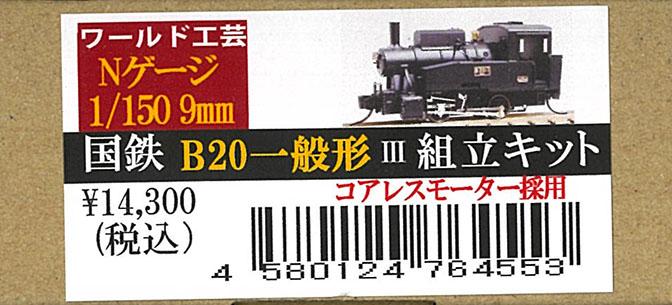 ワールド工芸
Nゲージ
1/150 9mm
国鉄 B20一般形 Ⅲ 組立キット
コアレスモーター採用
¥14,300
(税込)
4 580124 764553